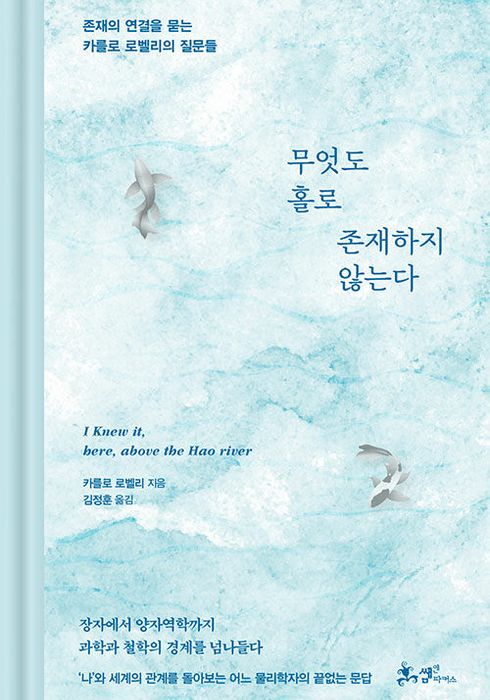 존재의 연결을 묻는
카를로 로벨리의 질문들
무엇도
홀로
존재하지
않는다
I Knew it,
here, above the Hao river
카를로 로벨리 지음
김정훈 옮김
장자에서 양자역학까지
과학과 철학의 경계를 넘나들다
‘나’와 세계의 관계를 돌아보는 어느 물리학자의 끝없는 문답
쌤앤파커스